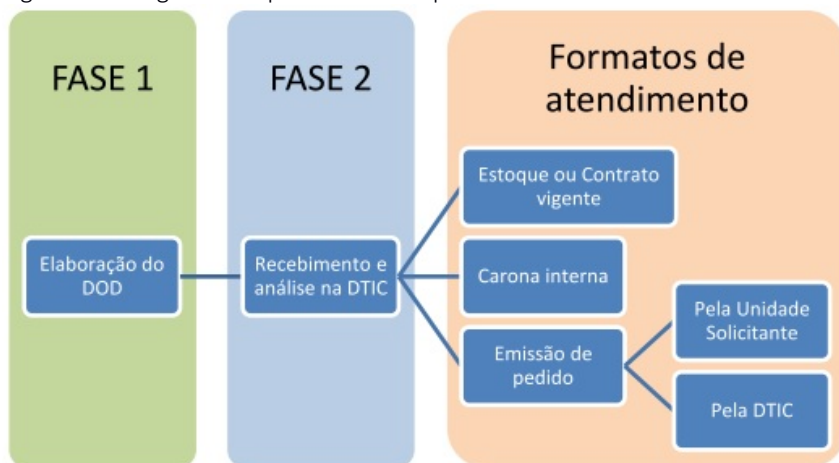 FASE 1
FASE 2
Formatos de
atendimento
Elaboração do
DOD
Recebimento e
análise na DTIC
Estoque ou Contrato
vigente
Carona interna
Emissão de
pedido
Pela Unidade
Solicitante
Pela DTIC